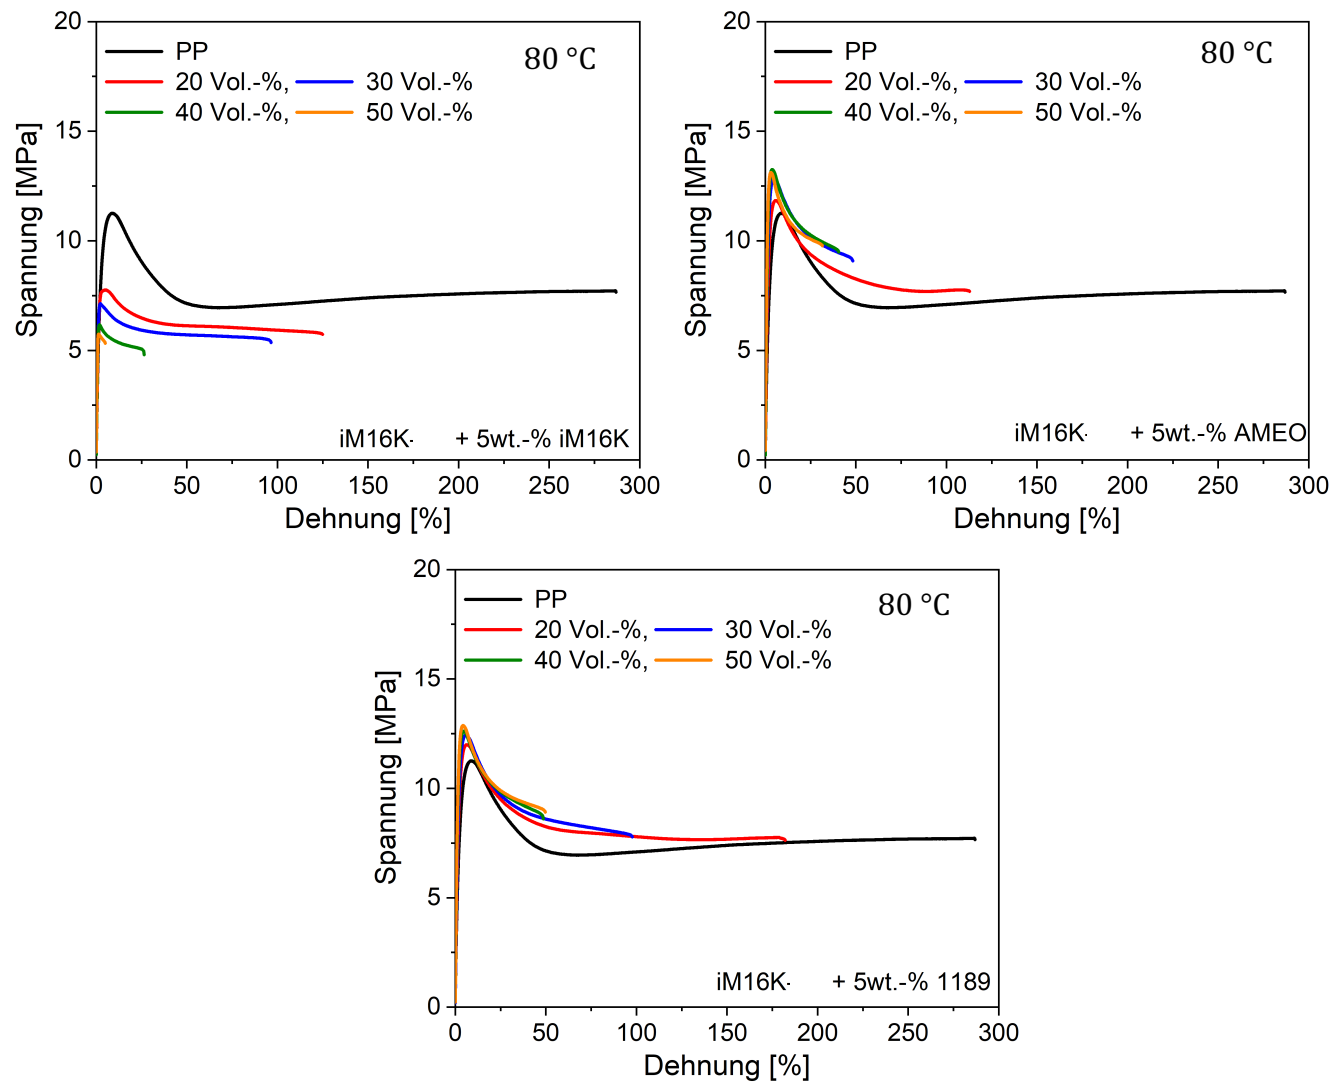 20
15
10
5
0
Spannung [MPa]
PP
80 °C
20 Vol.-%, 30 Vol.-%
40 Vol.-%, 50 Vol.-%
iM16K- + 5wt.-% iM16K
0 50 100 150 200 250 300
Dehnung [%]
20
15
10
5
0
Spannung [MPa]
PP
80 °C
20 Vol.-%, 30 Vol.-%
40 Vol.-%, 50 Vol.-%
iM16K- + 5wt.-% AMEO
0 50 100 150 200 250 300
Dehnung [%]
20
15
10
5
0
Spannung [MPa]
PP
80 °C
20 Vol.-%, 30 Vol.-%
40 Vol.-%, 50 Vol.-%
iM16K- + 5wt.-% 1189
0 50 100 150 200 250 300
Dehnung [%]